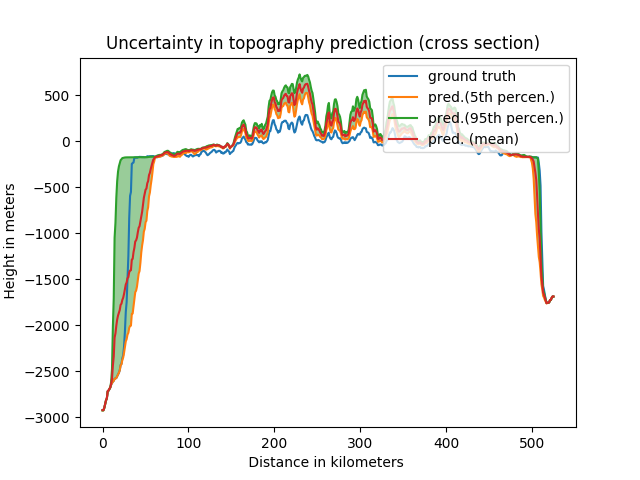 Uncertainty in topography prediction (cross section)
ground truth
pred.(5th percen.)
pred.(95th percen.)
pred. (mean)
500
0
−500
−1000
−1500
−2000
−2500
−3000
Height in meters
0 100 200 300 400 500
Distance in kilometers